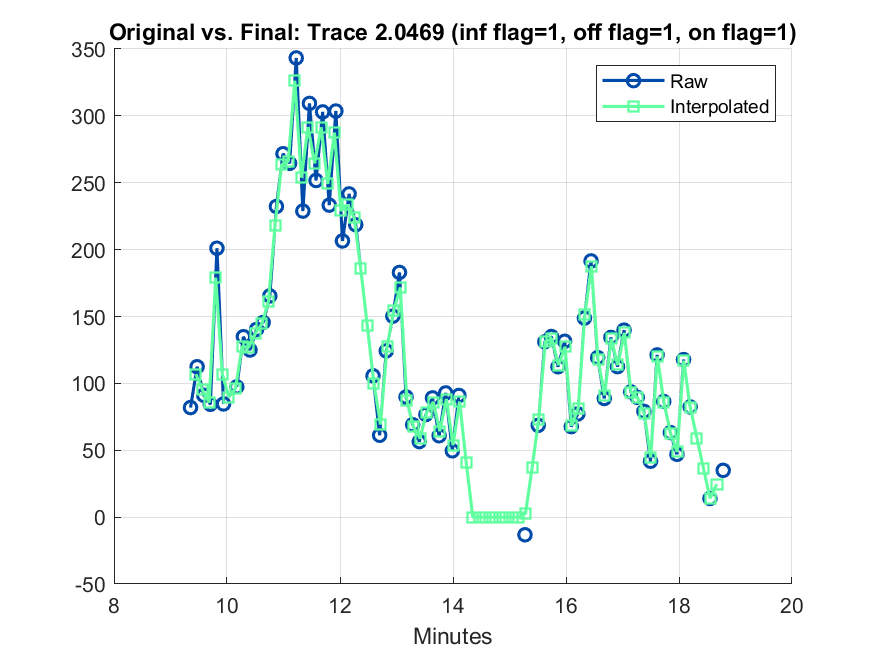 Original vs. Final: Trace 2.0469 (inf flag=1, off flag=1, on flag=1)
350
300
250
200
150
100
50
0
-50
Raw
Interpolated
8 10 12 14 16 18 20
Minutes